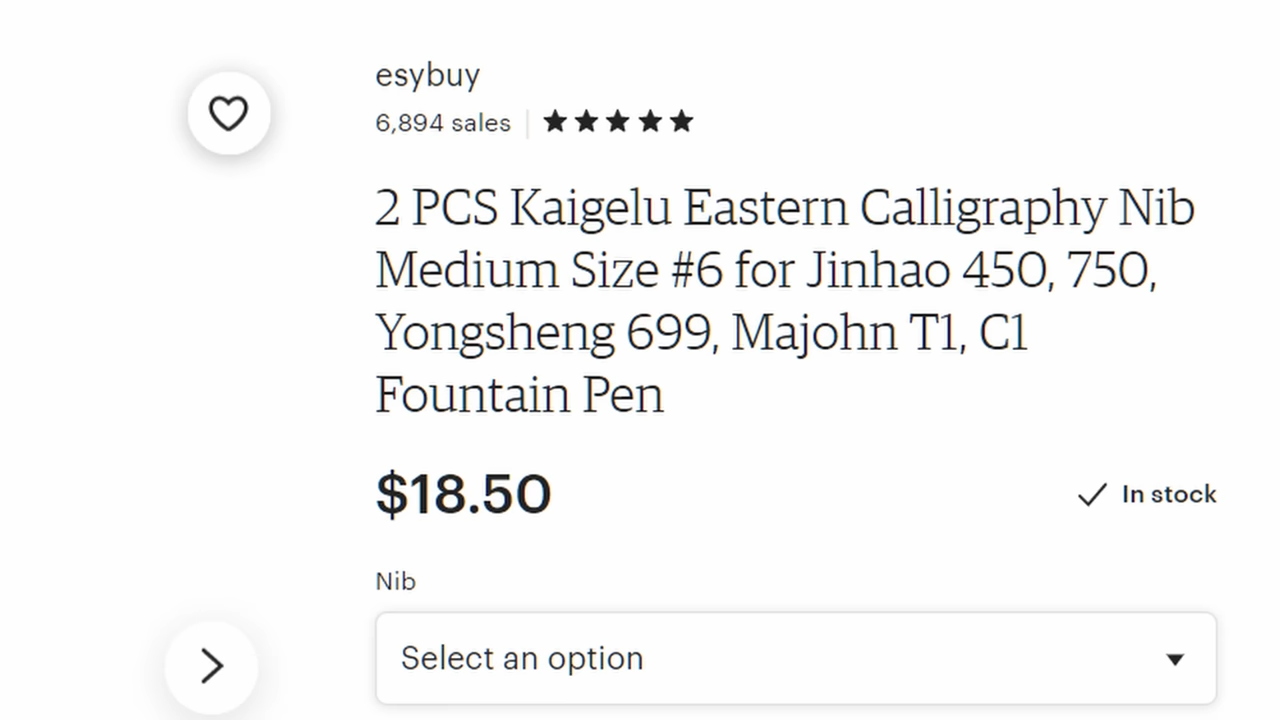 esybuy
6,894 sales
2 PCS Kaigelu Eastern Calligraphy Nib
Medium Size #6 for Jinhao 450, 750,
Yongsheng 699, Majohn T1, C1
Fountain Pen
$18.50
In stock
Nib
Select an option